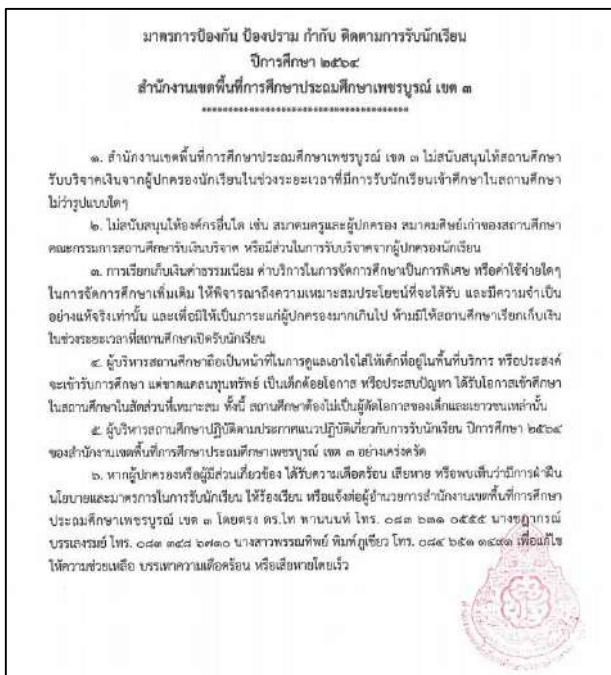 มาตรการป้องกัน ป้องปราม กำกับ ติดตามการรับนักเรียน
ปีการศึกษา ๒๕๖๔
สำนักงานเขตพื้นที่การศึกษาประถมศึกษาเพชรบูรณ์ เขต ๓
****************************************
๑. สำนักงานเขตพื้นที่การศึกษาประถมศึกษาเพชรบูรณ์ เขต ๓ ไม่สนับสนุนให้สถานศึกษา
รับบริจาคเงินจากผู้ปกครองนักเรียนในช่วงระยะเวลาที่มีการรับนักเรียนเข้าศึกษาในสถานศึกษา
ไม่ว่ารูปแบบใดๆ
๒. ไม่สนับสนุนให้องค์กรอื่นใด เช่น สมาคมครูและผู้ปกครอง สมาคมศิษย์เก่าของสถานศึกษา
คณะกรรมการสถานศึกษารับเงินบริจาค หรือมีส่วนในการรับบริจาคจากผู้ปกครองนักเรียน
๓. การเรียกเก็บเงินค่าธรรมเนียม ค่าบริการในการจัดการศึกษาเป็นการพิเศษ หรือค่าใช้จ่ายใดๆ
ในการจัดการศึกษาเพิ่มเติม ให้พิจารณาถึงความเหมาะสมประโยชน์ที่จะได้รับ และมีความจำเป็น
อย่างแท้จริงเท่านั้น และเพื่อมิให้เป็นภาระแก่ผู้ปกครองมากเกินไป ห้ามมิให้สถานศึกษาเรียกเก็บเงิน
ในช่วงระยะเวลาที่สถานศึกษาเปิดรับนักเรียน
๔. ผู้บริหารสถานศึกษาถือเป็นหน้าที่ในการดูแลเอาใจใส่ให้เด็กที่อยู่ในพื้นที่บริการ หรือประสงค์
จะเข้ารับการศึกษา แต่ขาดแคลนทุนทรัพย์ เป็นเด็กด้อยโอกาส หรือประสบปัญหา ได้รับโอกาสเข้าศึกษา
ในสถานศึกษาในสัดส่วนที่เหมาะสม ทั้งนี้ สถานศึกษาต้องไม่เป็นผู้ตัดโอกาสของเด็กและเยาวชนเหล่านั้น
๕. ผู้บริหารสถานศึกษาปฏิบัติตามประกาศแนวปฏิบัติเกี่ยวกับการรับนักเรียน ปีการศึกษา ๒๕๖๔
ของสำนักงานเขตพื้นที่การศึกษาประถมศึกษาเพชรบูรณ์ เขต ๓ อย่างเคร่งครัด
๖. หากผู้ปกครองหรือผู้มีส่วนเกี่ยวข้อง ได้รับความเดือดร้อน เสียหาย หรือพบเห็นว่ามีการฝ่าฝืน
นโยบายและมาตรการในการรับนักเรียน ให้ร้องเรียน หรือแจ้งต่อผู้อำนวยการสำนักงานเขตพื้นที่การศึกษา
ประถมศึกษาเพชรบูรณ์ เขต ๓ โดยตรง ดร.ไท พานนนท์ โทร. ๐๘๓ ๖๓๑ ๐๕๕๕ นางชฎาภรณ์
โทร. ๐๘๑ ๓๔๘ ๖๗๑๐ นางสาวพรรณทิพย์ พิมพ์ภูเขียว โทร. ๐๘๔ ๖๕๑ ๑๔๙๑ เพื่อแก้ไข
ให้ความช่วยเหลือ บรรเทาความเดือดร้อน หรือเสียหายโดยเร็ว